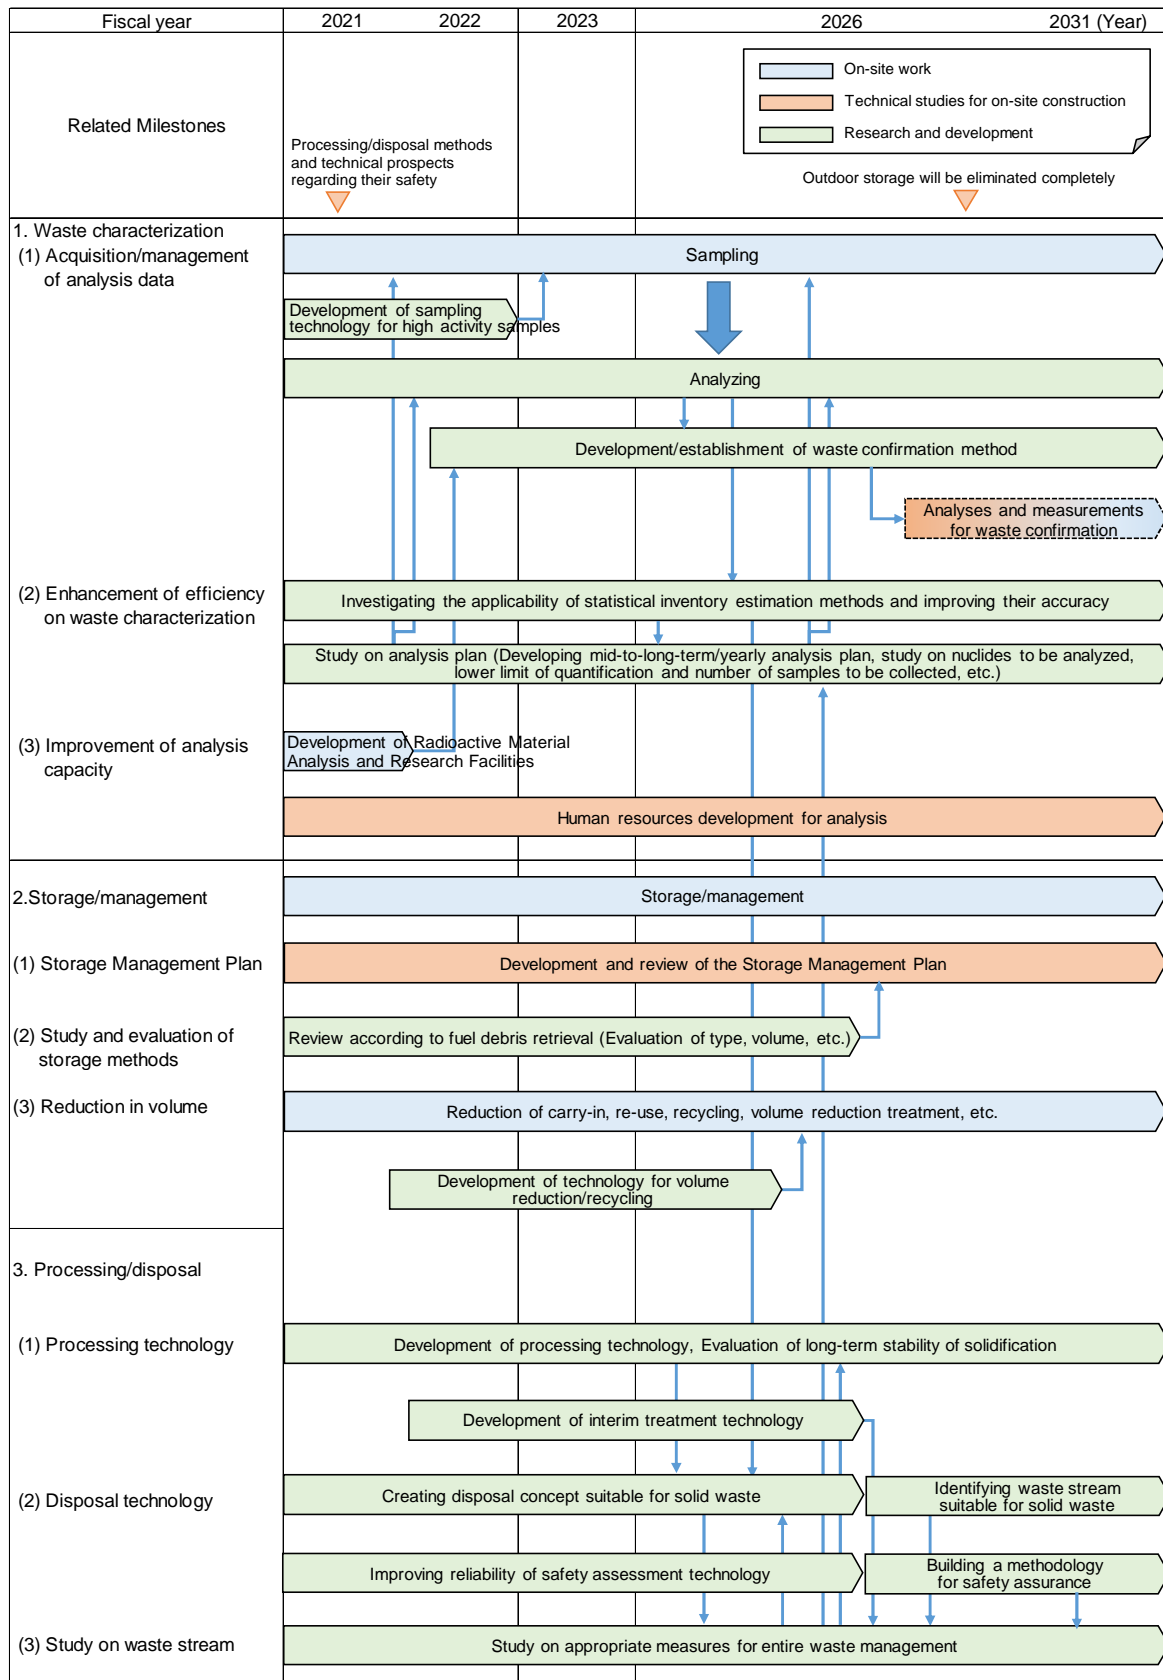 Fiscal year
2021
2022
2023
2026
2031 (Year)
On-site work
Technical studies for on-site construction
Research and development
Related Milestones
Processing/disposal methods
and technical prospects
regarding their safety
Outdoor storage will be eliminated completely
1. Waste characterization
(1) Acquisition/management
of analysis data
Sampling
Development of sampling
technology for high activity samples
Analyzing
Development/establishment of waste confirmation method
Analyses and measurements
for waste confirmation
(2) Enhancement of efficiency
on waste characterization
Investigating the applicability of statistical inventory estimation methods and improving their accuracy
Study on analysis plan (Developing mid-to-long-term/yearly analysis plan, study on nuclides to be analyzed,
lower limit of quantification and number of samples to be collected, etc.)
(3) Improvement of analysis
capacity
Development of Radioactive Material
Analysis and Research Facilities
Human resources development for analysis
2.Storage/management
Storage/management
(1) Storage Management Plan
Development and review of the Storage Management Plan
(2) Study and evaluation of
storage methods
Review according to fuel debris retrieval (Evaluation of type, volume, etc.)
(3) Reduction in volume
Reduction of carry-in, re-use, recycling, volume reduction treatment, etc.
Development of technology for volume
reduction/recycling
3. Processing/disposal
(1) Processing technology
Development of processing technology, Evaluation of long-term stability of solidification
Development of interim treatment technology
(2) Disposal technology
Creating disposal concept suitable for solid waste
Identifying waste stream
suitable for solid waste
Improving reliability of safety assessment technology
Building a methodology
for safety assurance
(3) Study on waste stream
Study on appropriate measures for entire waste management